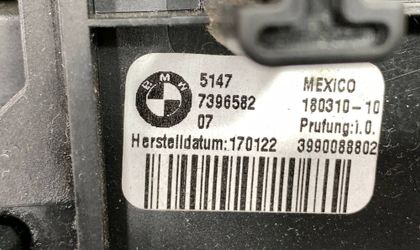 BMW
5147 MEXICO
7396582 180310-10
07 Prufung:i.O.
Herstelldatum:170122 3990088802